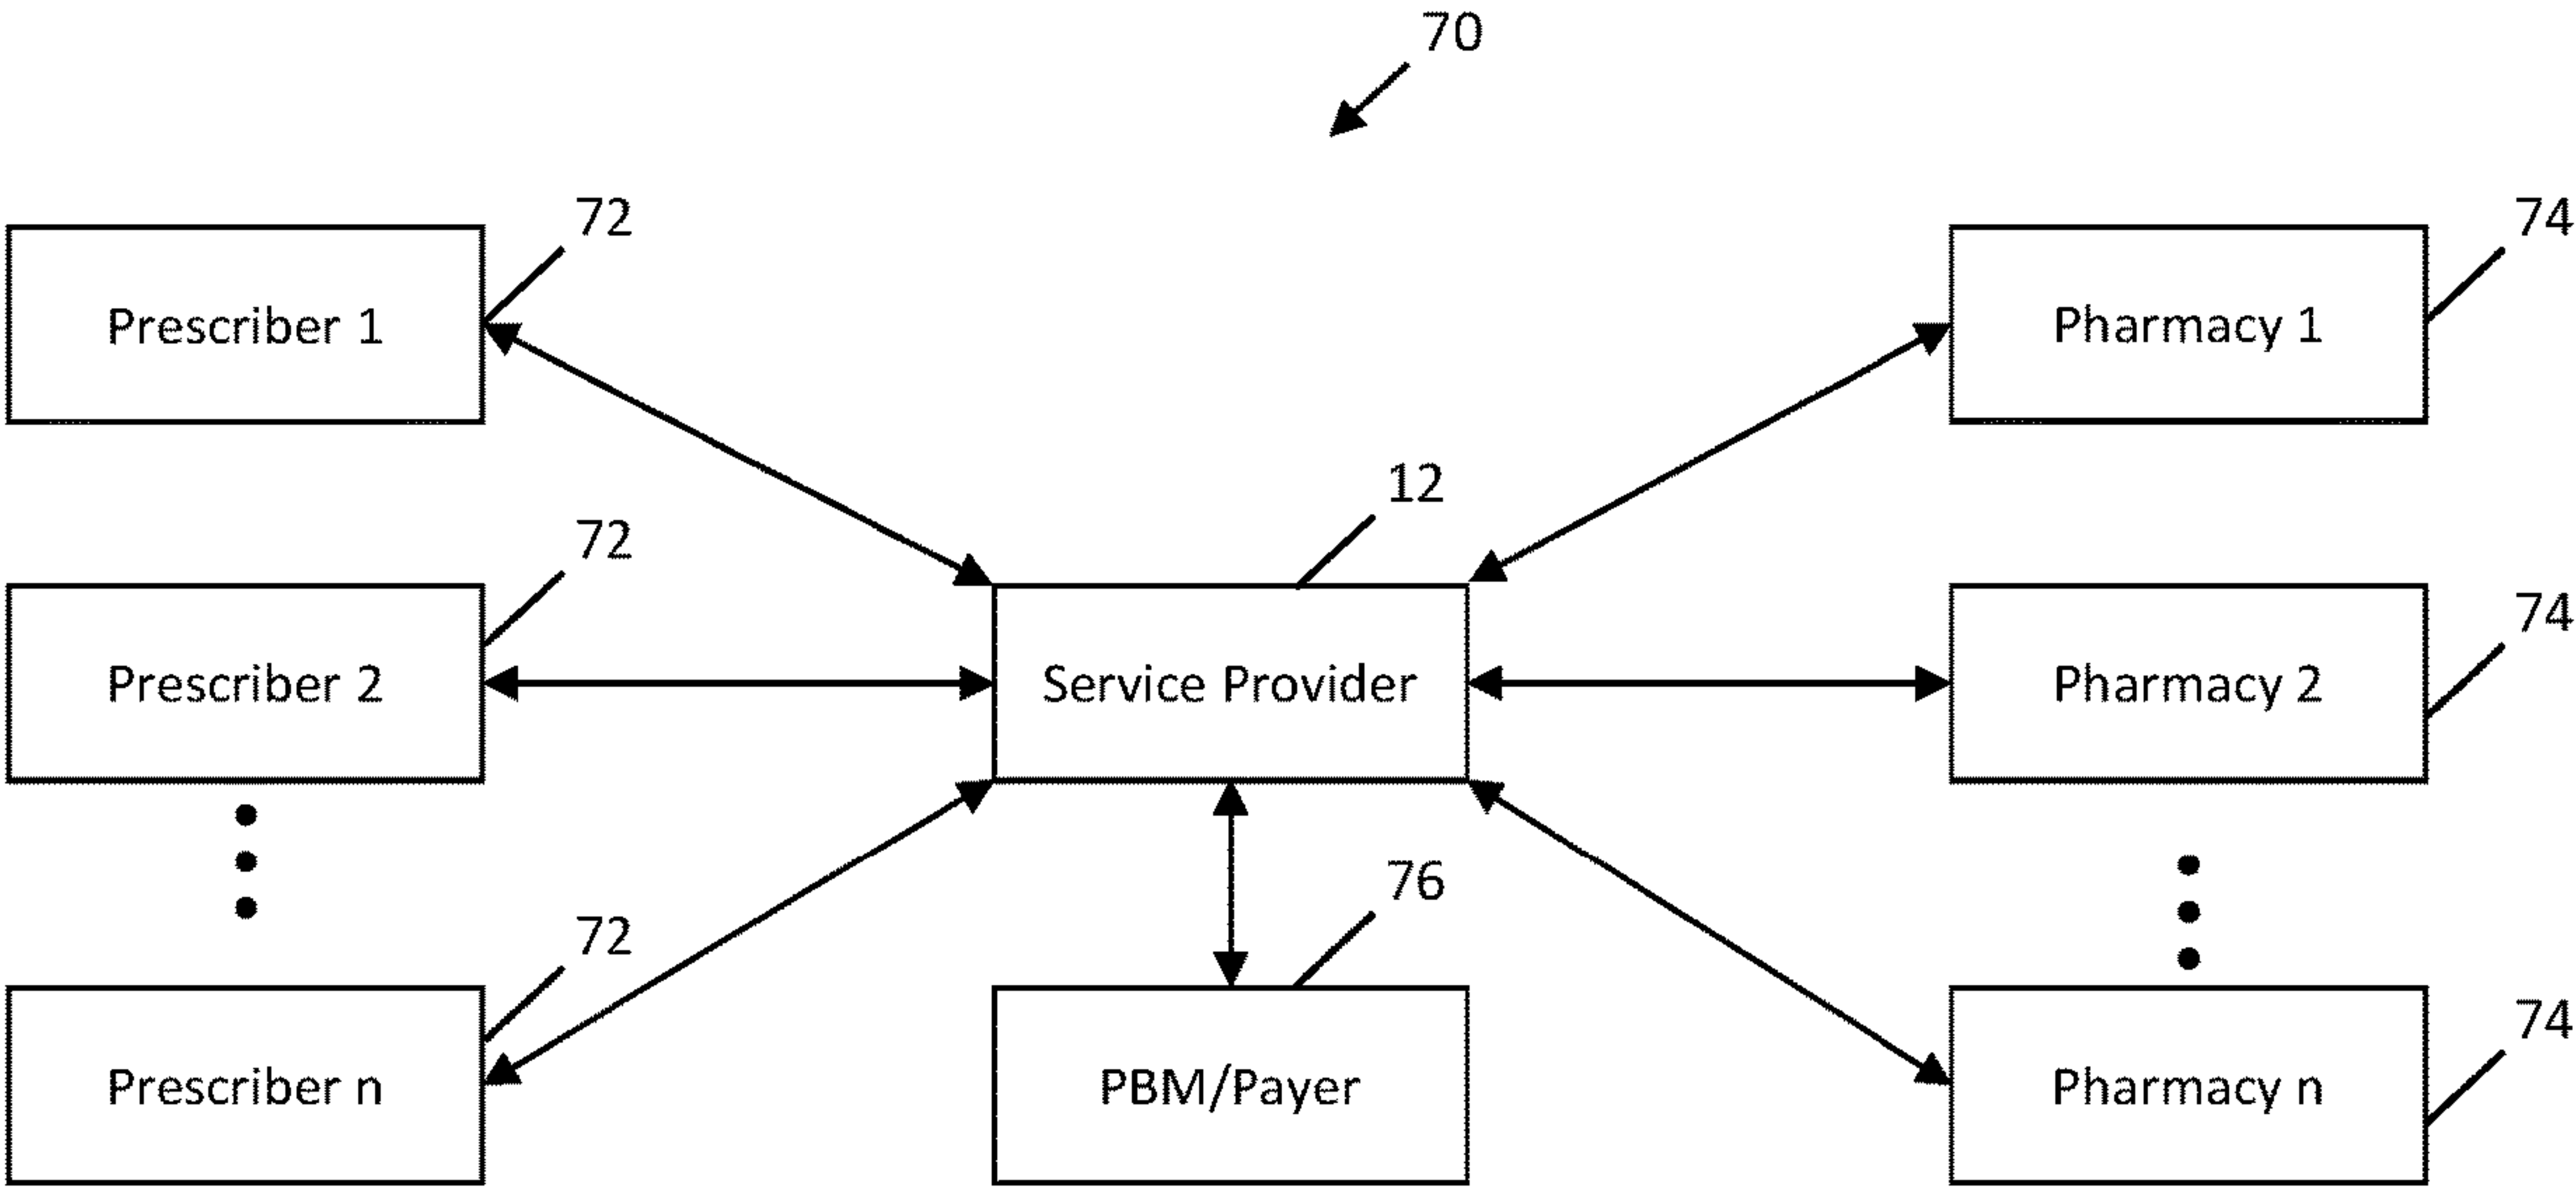 70
72
74
Prescriber 1
Pharmacy 1
12
72
74
Prescriber 2
Service Provider
Pharmacy 2
76
72
74
Prescriber n
PBM/Payer
Pharmacy n